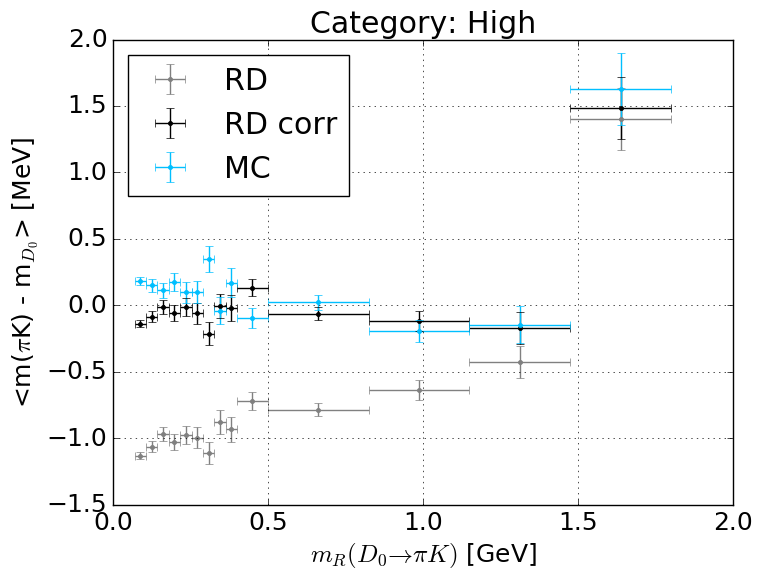 Category: High
2.0
1.5
1.0
0.5
0.0
−0.5
−1.0
−1.5
RD
RD corr
MC
<m(πK) - m_{D_0}> [MeV]
0.0 0.5 1.0 1.5 2.0
m_R(D_0→πK) [GeV]